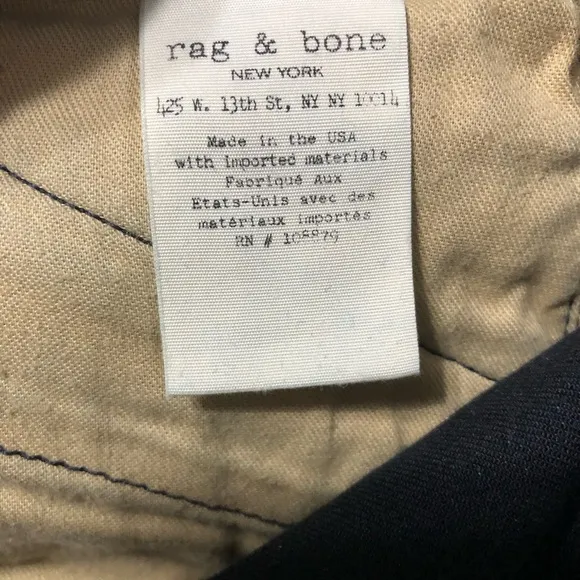 rag & bone
NEW YORK
425 W. 13th St, NY NY 10014
Made in the USA
with imported materials
Fabriqué Aux
Etats-Unis avec des
matériaux importés
RN #